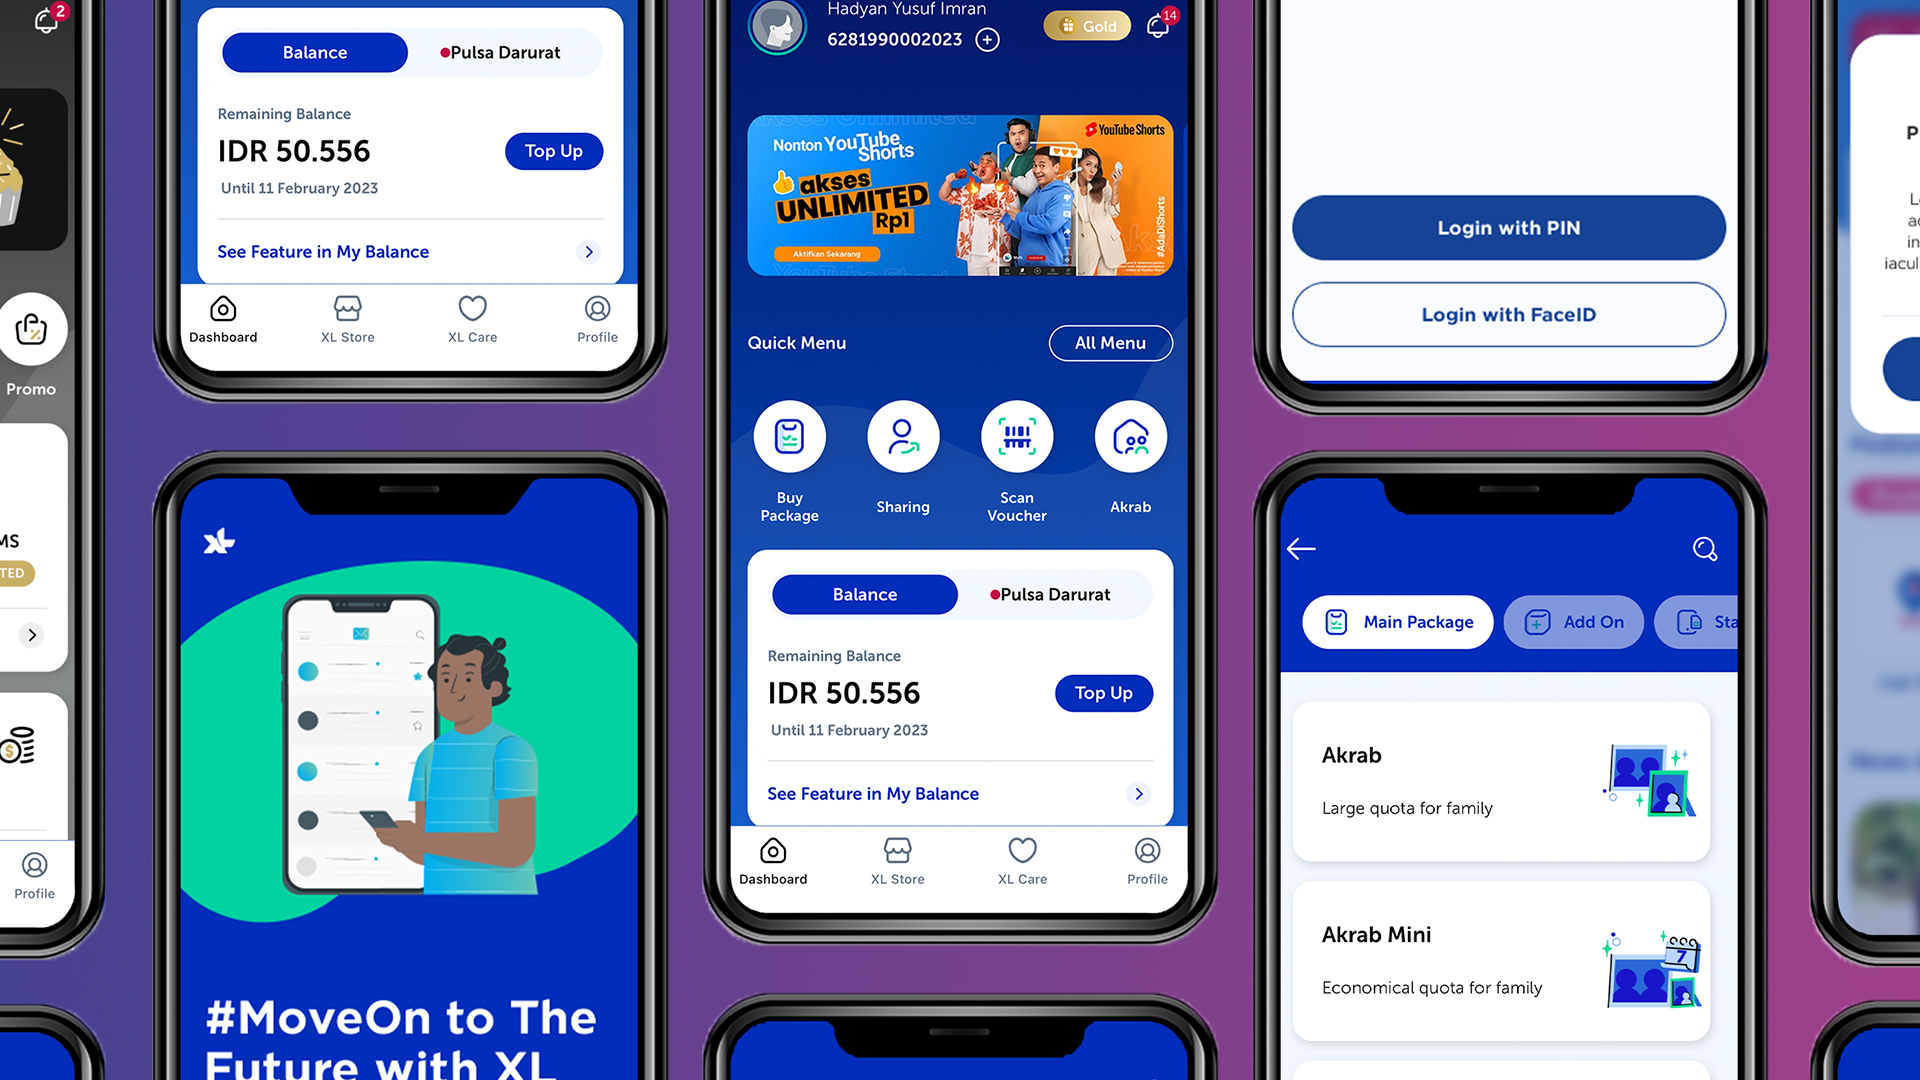 2
Promo
MS
TED
Profile
Balance
Pulsa Darurat
Remaining Balance
IDR 50.556
Top Up
Until 11 February 2023
See Feature in My Balance
Dashboard
XL Store
XL Care
Profile
XL
#MoveOn to The
Future with XL
Hadyan Yusuf Imran
6281990002023
Gold
14
Nonton YouTube
Shorts
akses
UNLIMITED
Rp1
Aktifkan Sekarang
YouTube Shorts
#AdaDiShorts
Quick Menu
All Menu
Buy
Package
Sharing
Scan
Voucher
Akrab
Balance
Pulsa Darurat
Remaining Balance
IDR 50.556
Top Up
Until 11 February 2023
See Feature in My Balance
Dashboard
XL Store
XL Care
Profile
Login with PIN
Login with FaceID
Main Package
Add On
Sta
Akrab
Large quota for family
Akrab Mini
7
Economical quota for family
P
L
ac
in
iacul